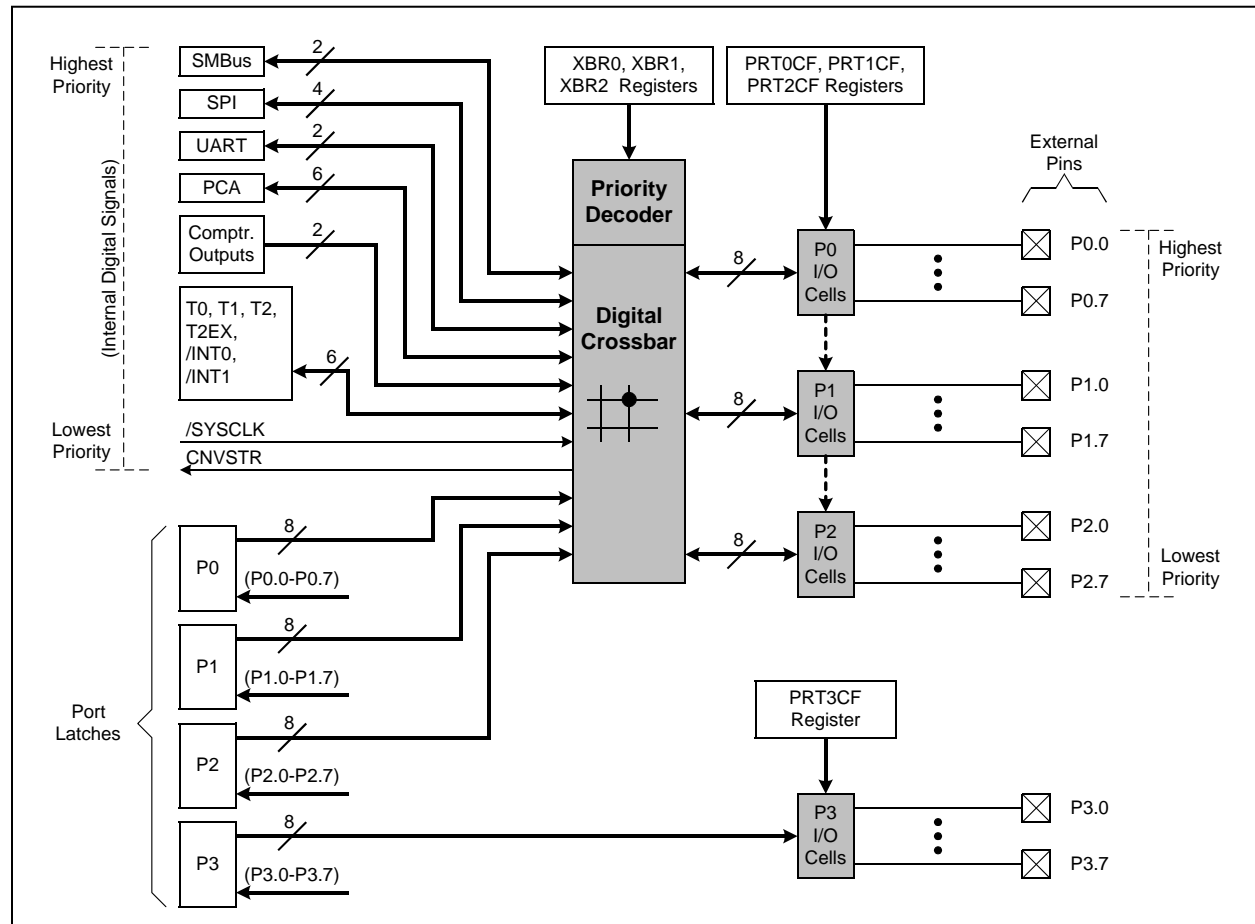 Highest
Priority
(Internal Digital Signals)
Lowest
Priority
SMBus
2
SPI
4
UART
2
PCA
6
Comptr.
Outputs
2
T0, T1, T2,
T2EX,
/INT0,
/INT1
6
/SYSCLK
CNVSTR
XBR0, XBR1,
XBR2 Registers
PRT0CF, PRT1CF,
PRT2CF Registers
Priority
Decoder
Digital
Crossbar
External
Pins
8
P0
I/O
Cells
P0.0
P0.7
8
P1
I/O
Cells
P1.0
P1.7
8
P2
I/O
Cells
P2.0
P2.7
Highest
Priority
Lowest
Priority
Port
Latches
P0
8
(P0.0-P0.7)
P1
8
(P1.0-P1.7)
P2
8
(P2.0-P2.7)
P3
8
(P3.0-P3.7)
PRT3CF
Register
P3
I/O
Cells
P3.0
P3.7